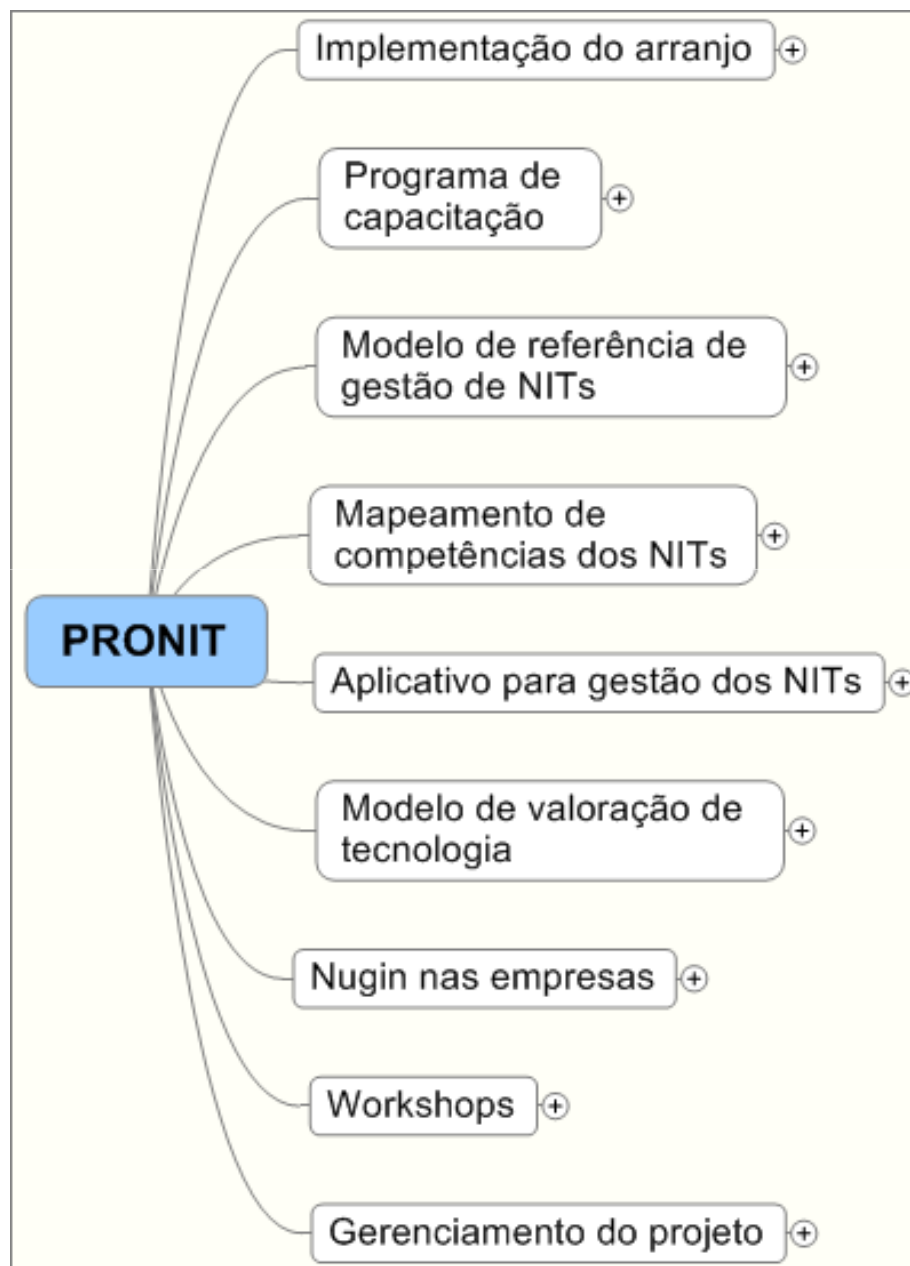 Implementação do arranjo
Programa de
capacitação
Modelo de referência de
gestão de NITs
Mapeamento de
competências dos NITs
PRONIT
Aplicativo para gestão dos NITs
Modelo de valoração de
tecnologia
Nugin nas empresas
Workshops
Gerenciamento do projeto